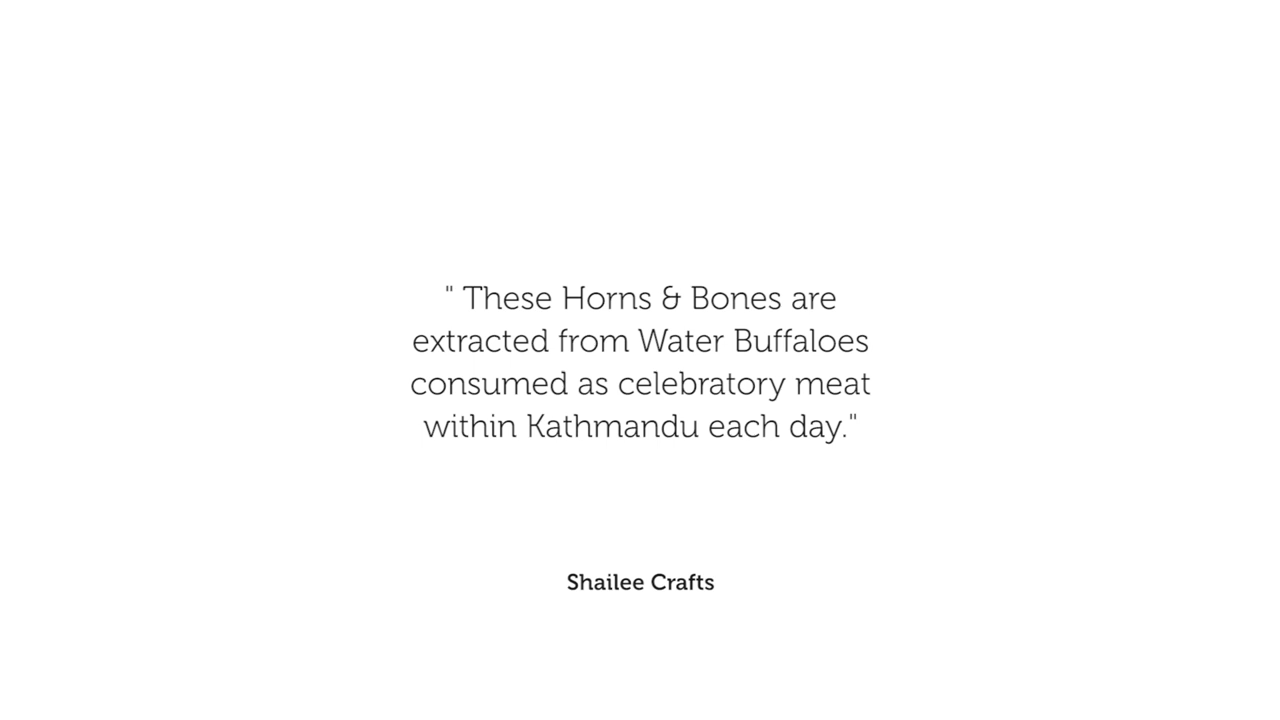 " These Horns & Bones are
extracted from Water Buffaloes
consumed as celebratory meat
within Kathmandu each day."
Shailee Crafts